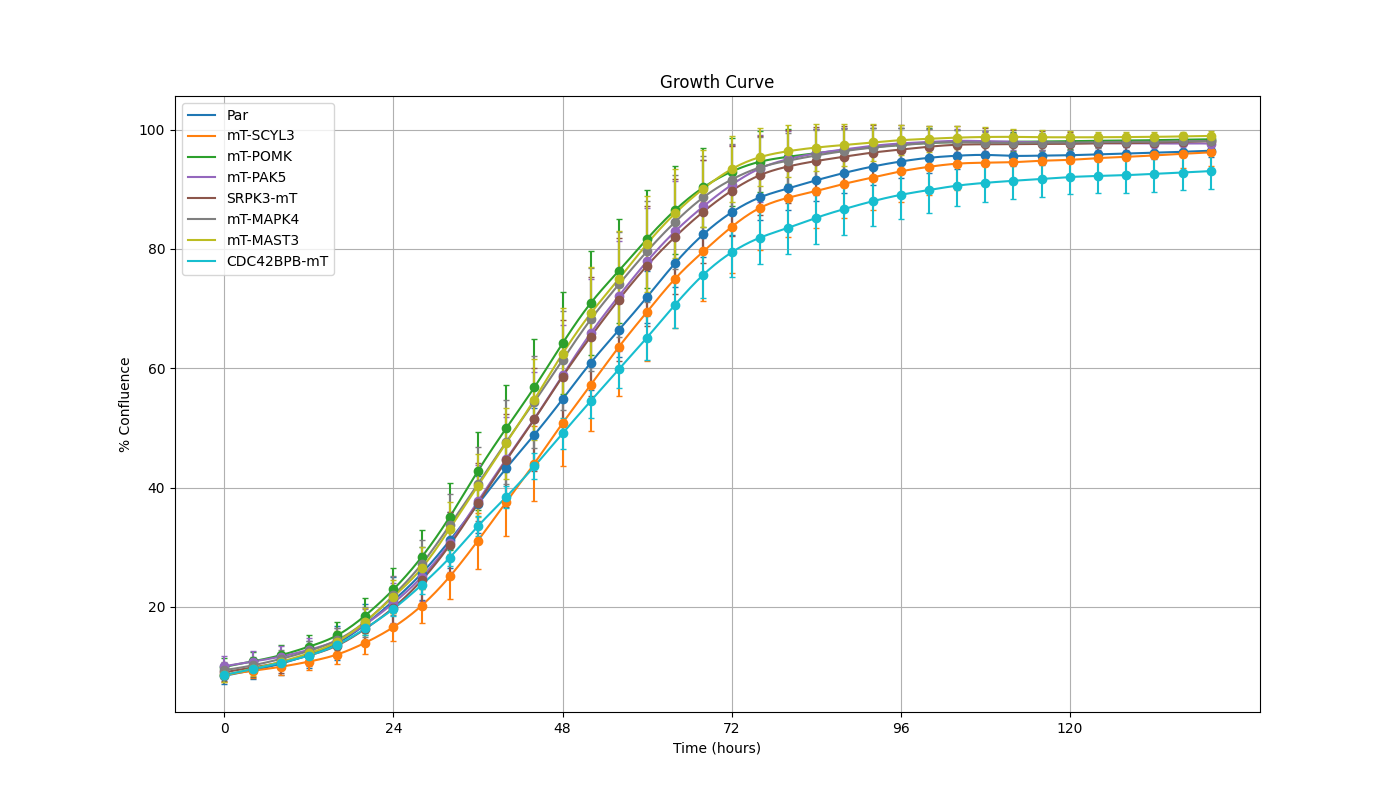 Growth Curve
Par
mT-SCYL3
mT-POMK
mT-PAK5
SRPK3-mT
mT-MAPK4
mT-MAST3
CDC42BPB-mT
100
80
60
40
20
% Confluence
0 24 48 72 96 120
Time (hours)